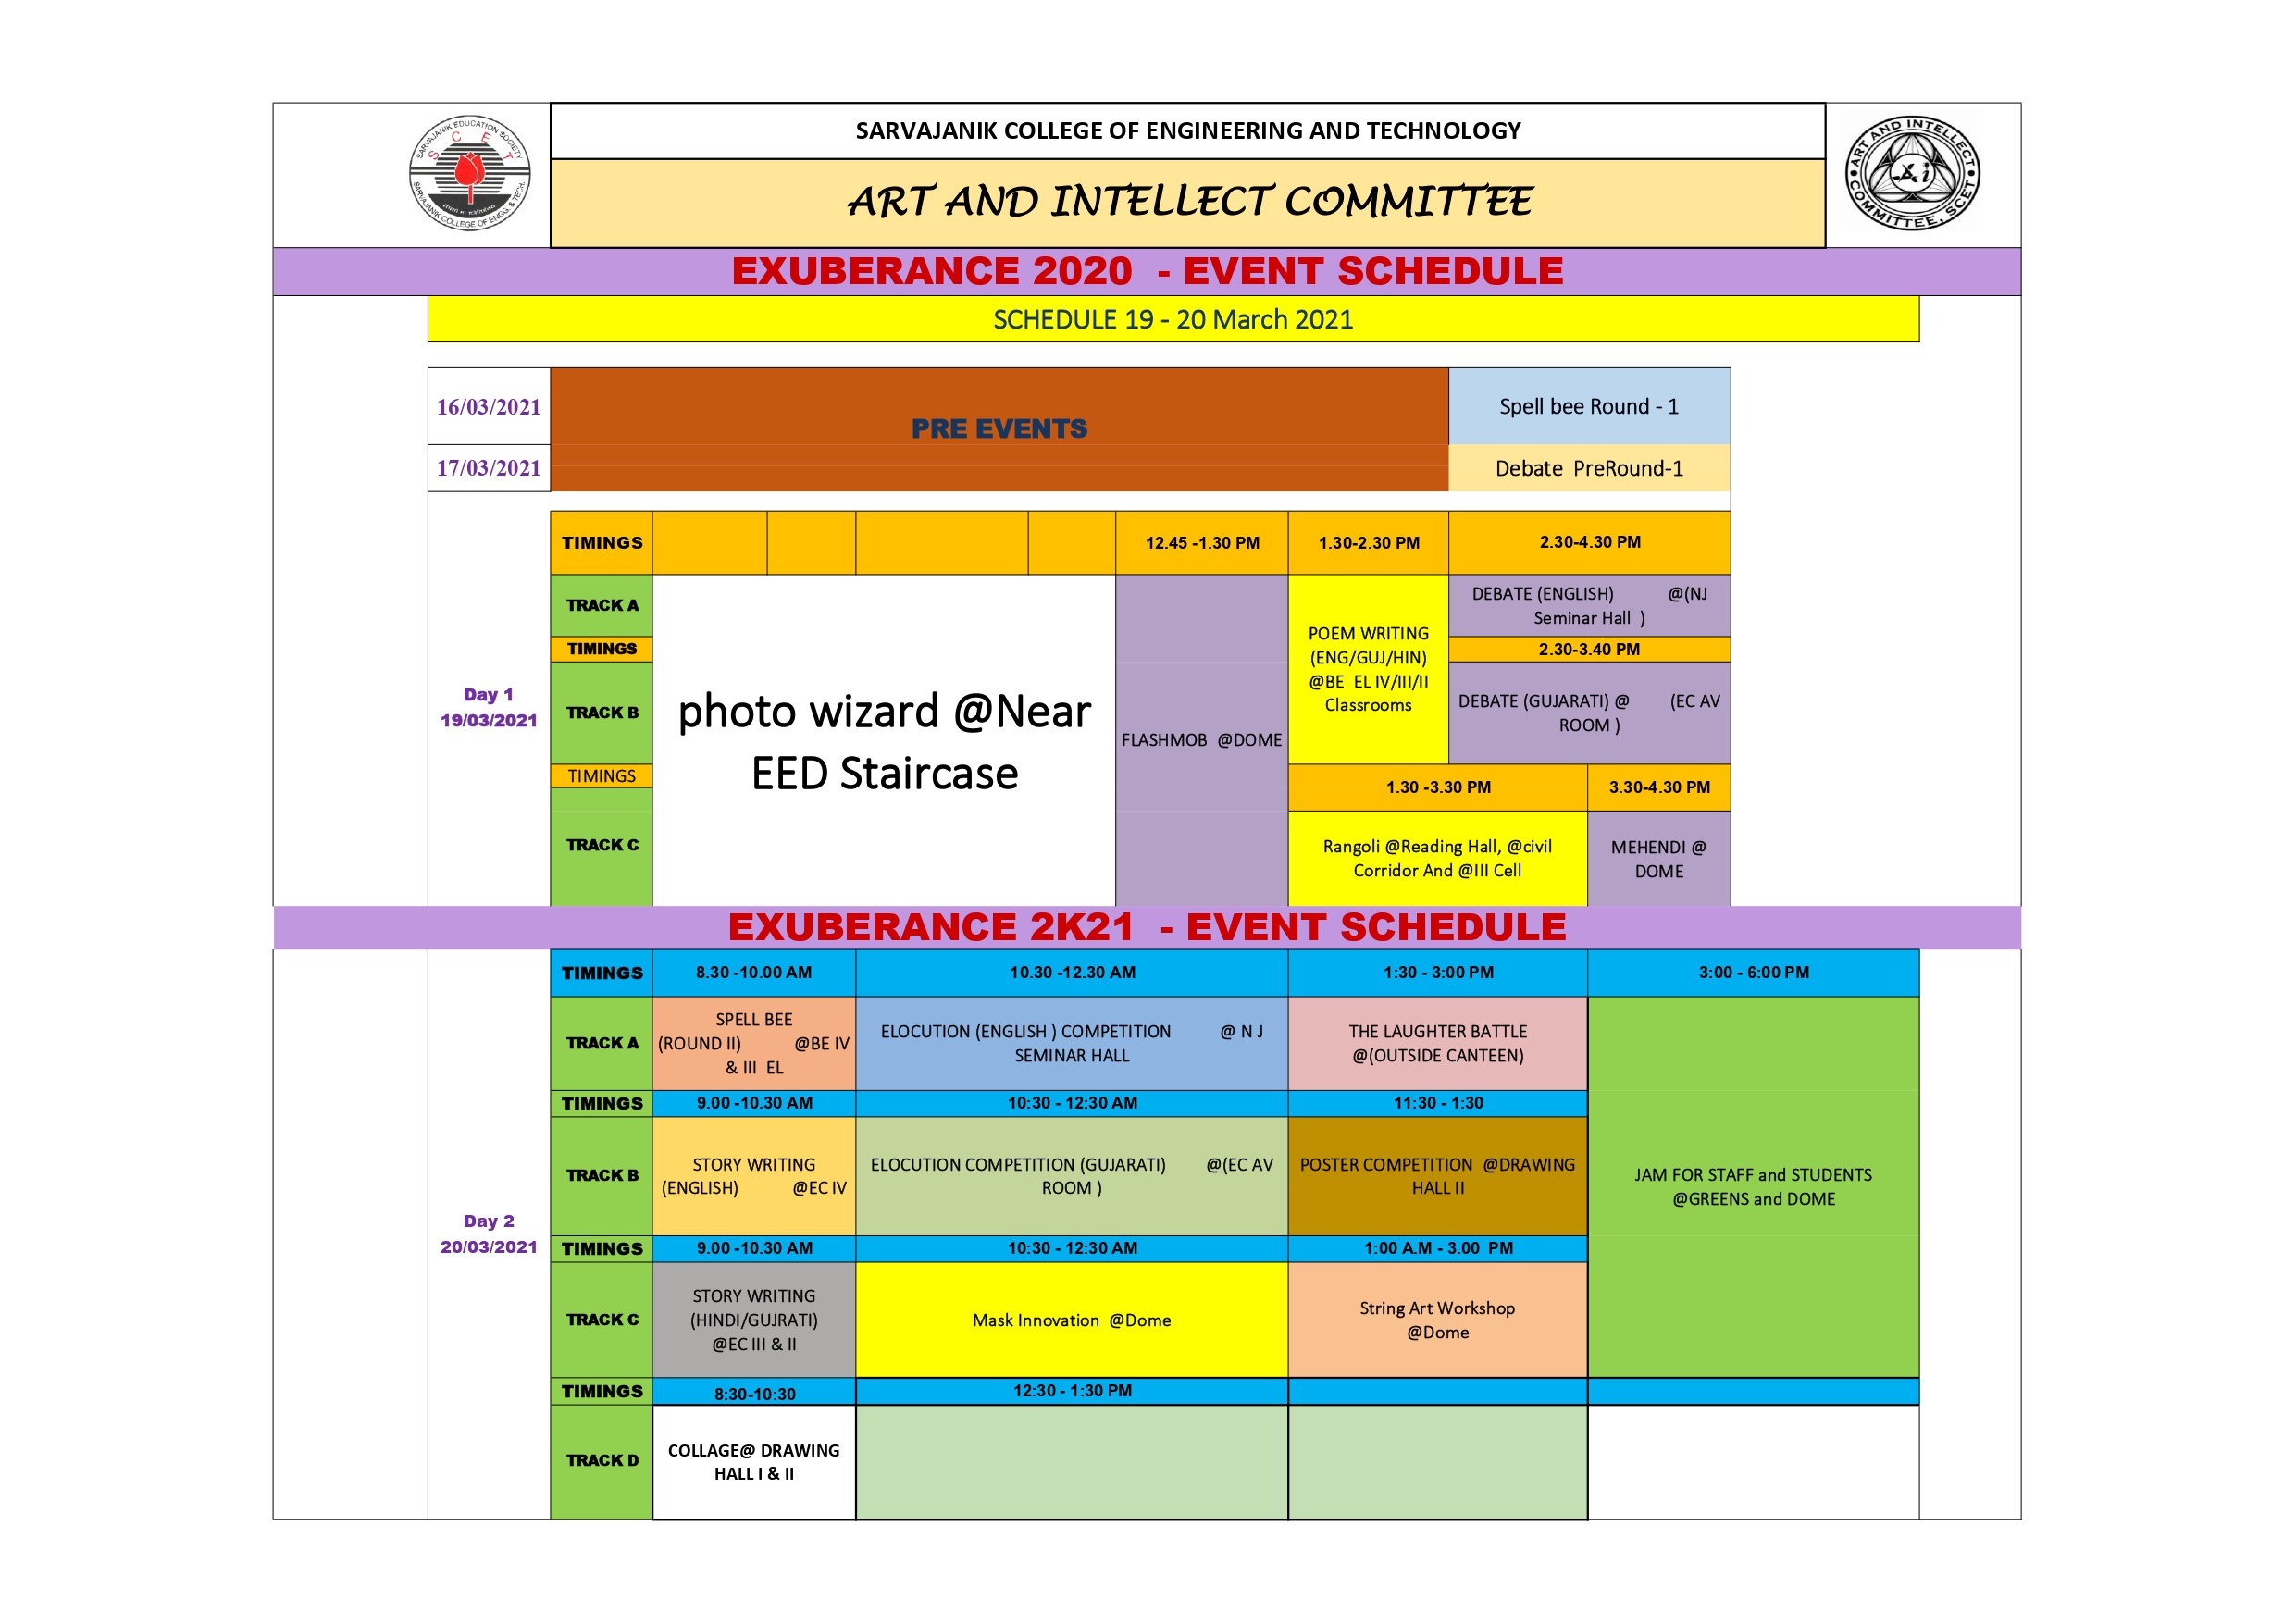 SARVAJANIK EDUCATION SOCIETY
S C E T
SARVAJANIK COLLEGE OF ENGG. & TECH.
SARVAJANIK COLLEGE OF ENGINEERING AND TECHNOLOGY
ART AND INTELLECT COMMITTEE
ART AND INTELLECT
COMMITTEE, SCET
EXUBERANCE 2020 - EVENT SCHEDULE
SCHEDULE 19 - 20 March 2021
16/03/2021
PRE EVENTS
Spell bee Round - 1
17/03/2021
Debate PreRound-1
TIMINGS
12.45 -1.30 PM
1.30-2.30 PM
2.30-4.30 PM
Day 1
19/03/2021
TRACK A
photo wizard @Near
EED Staircase
FLASHMOB @DOME
POEM WRITING
(ENG/GUJ/HIN)
@BE EL IV/III/II
Classrooms
DEBATE (ENGLISH) @(NJ
Seminar Hall )
TIMINGS
2.30-3.40 PM
TRACK B
DEBATE (GUJARATI) @ (EC AV
ROOM )
TIMINGS
1.30 -3.30 PM
3.30-4.30 PM
TRACK C
Rangoli @Reading Hall, @civil
Corridor And @III Cell
MEHENDI @
DOME
EXUBERANCE 2K21 - EVENT SCHEDULE
TIMINGS
8.30 -10.00 AM
10.30 -12.30 AM
1:30 - 3:00 PM
3:00 - 6:00 PM
Day 2
20/03/2021
TRACK A
SPELL BEE
(ROUND II) @BE IV
& III EL
ELOCUTION (ENGLISH ) COMPETITION @ N J
SEMINAR HALL
THE LAUGHTER BATTLE
@(OUTSIDE CANTEEN)
JAM FOR STAFF and STUDENTS
@GREENS and DOME
TIMINGS
9.00 -10.30 AM
10:30 - 12:30 AM
11:30 - 1:30
TRACK B
STORY WRITING
(ENGLISH) @EC IV
ELOCUTION COMPETITION (GUJARATI) @(EC AV
ROOM )
POSTER COMPETITION @DRAWING
HALL II
TIMINGS
9.00 -10.30 AM
10:30 - 12:30 AM
1:00 A.M - 3.00 PM
TRACK C
STORY WRITING
(HINDI/GUJRATI)
@EC III & II
Mask Innovation @Dome
String Art Workshop
@Dome
TIMINGS
8:30-10:30
12:30 - 1:30 PM
TRACK D
COLLAGE@ DRAWING
HALL I & II